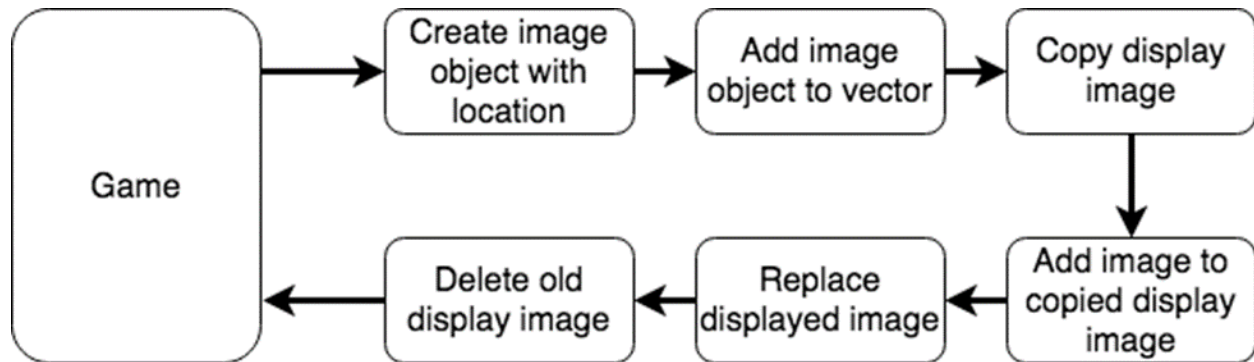 Game
Create image
object with
location
Add image
object to vector
Copy display
image
Add image to
copied display
image
Replace
displayed image
Delete old
display image